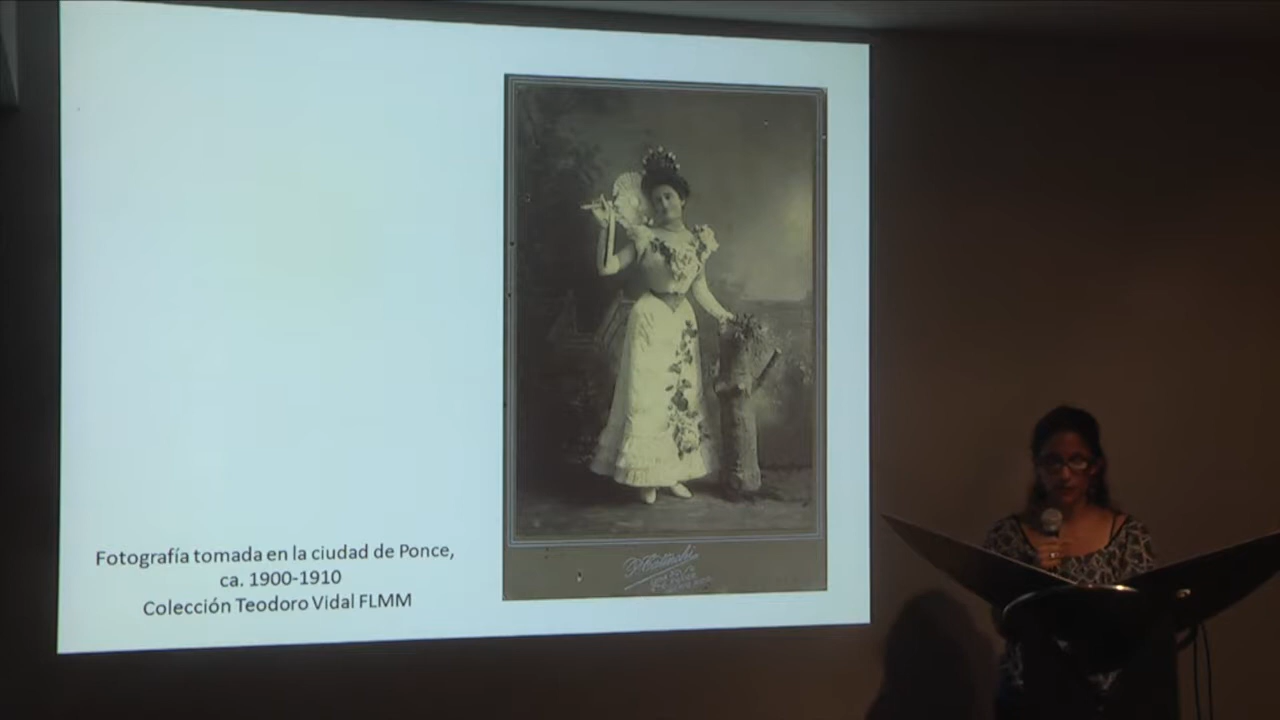 Fotografía tomada en la ciudad de Ponce,
ca. 1900-1910
Colección Teodoro Vidal FLMM